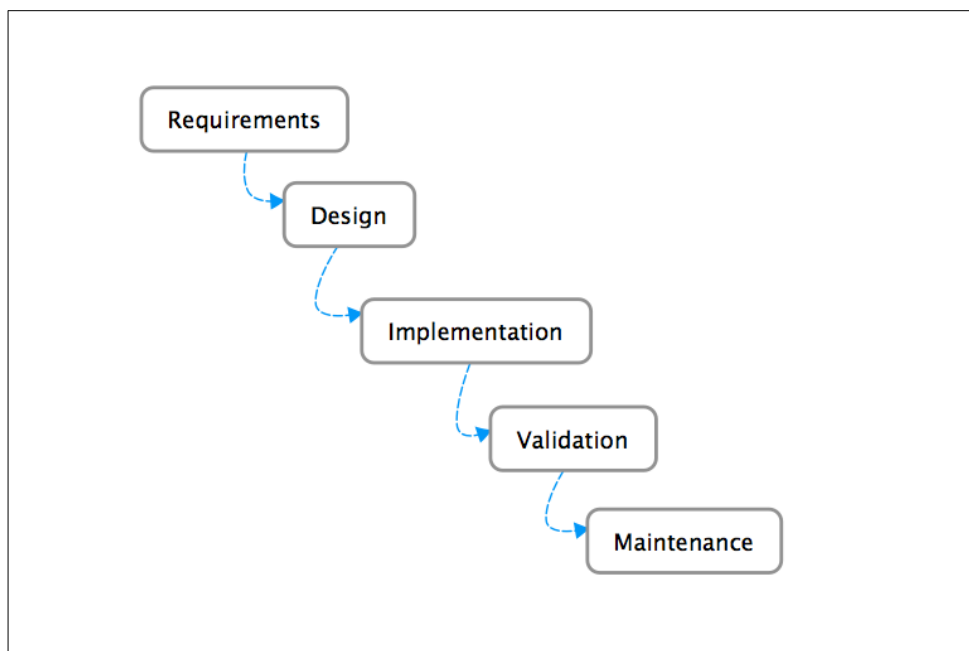 Requirements
Design
Implementation
Validation
Maintenance